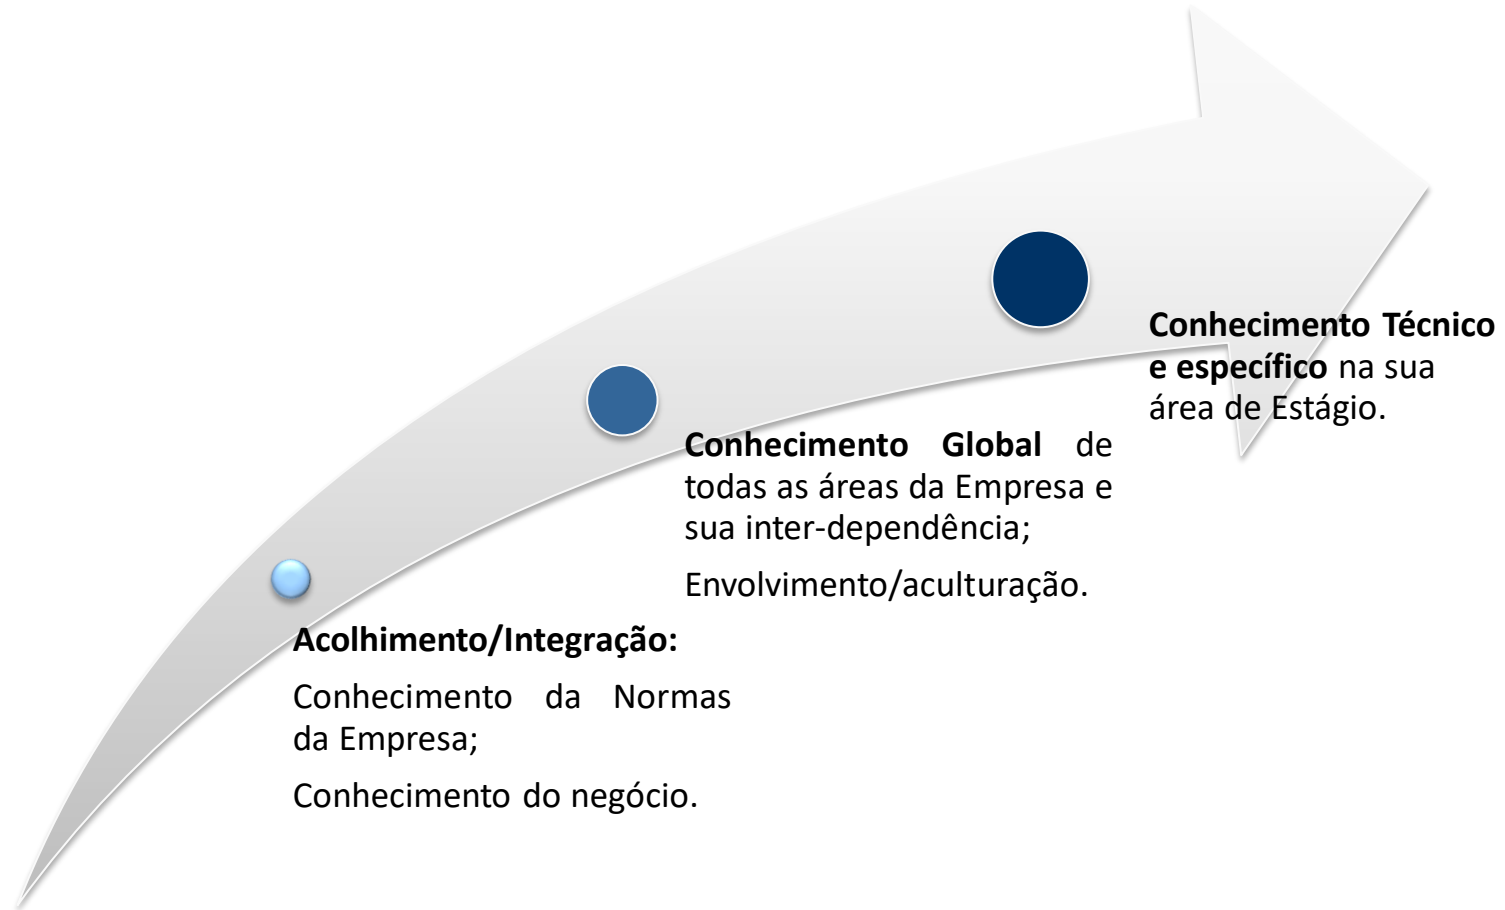 Acolhimento/Integração:
Conhecimento da Normas
da Empresa;
Conhecimento do negócio.
Conhecimento Global de
todas as áreas da Empresa e
sua inter-dependência;
Envolvimento/aculturação.
Conhecimento Técnico
e específico na sua
área de Estágio.